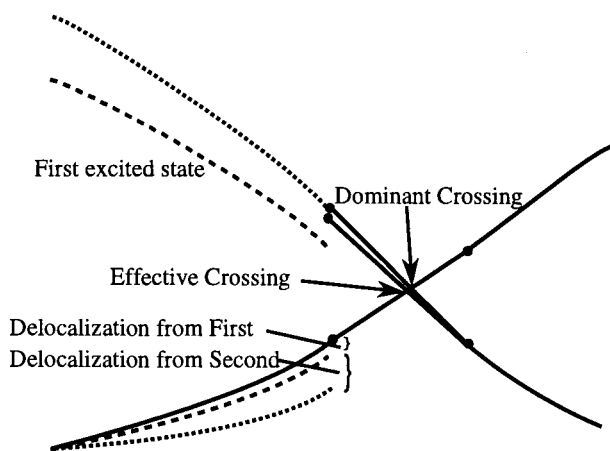 First excited state
Dominant Crossing
Effective Crossing
Delocalization from First
Delocalization from Second